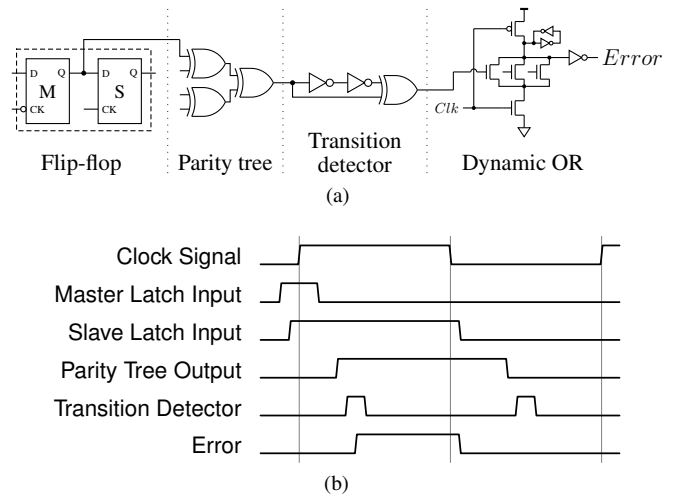 D Q
M
CK
D Q
S
CK
Clk
Error
Flip-flop
Parity tree
Transition
detector
Dynamic OR
(a)
Clock Signal
Master Latch Input
Slave Latch Input
Parity Tree Output
Transition Detector
Error
(b)